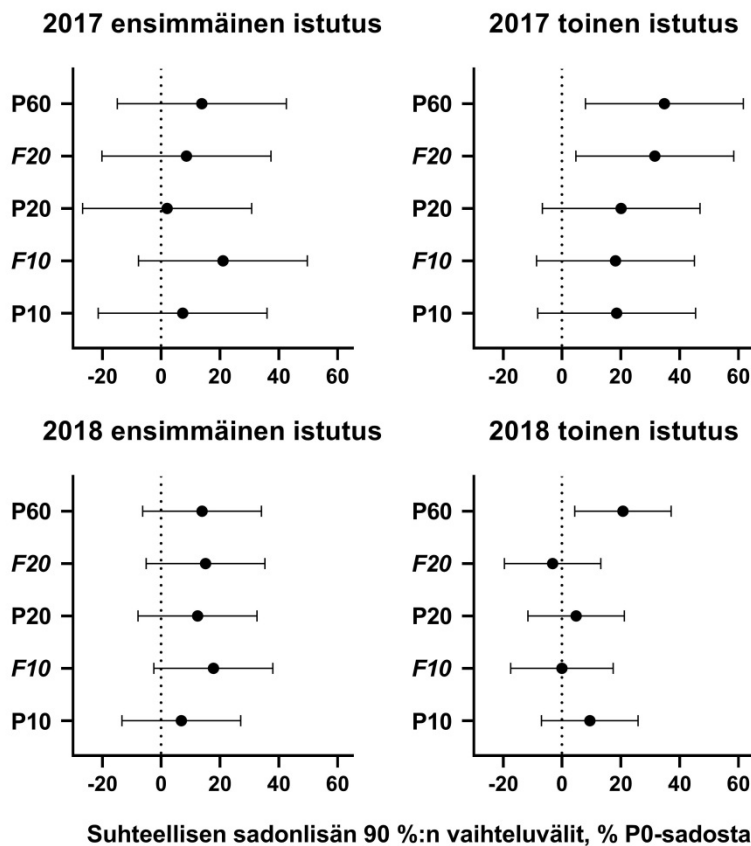 2017 ensimmäinen istutus
P60
F20
P20
F10
P10
-20 0 20 40 60
2017 toinen istutus
P60
F20
P20
F10
P10
-20 0 20 40 60
2018 ensimmäinen istutus
P60
F20
P20
F10
P10
-20 0 20 40 60
2018 toinen istutus
P60
F20
P20
F10
P10
-20 0 20 40 60
Suhteellisen sadonlisän 90 %:n vaihteluvälit, % P0-sadosta